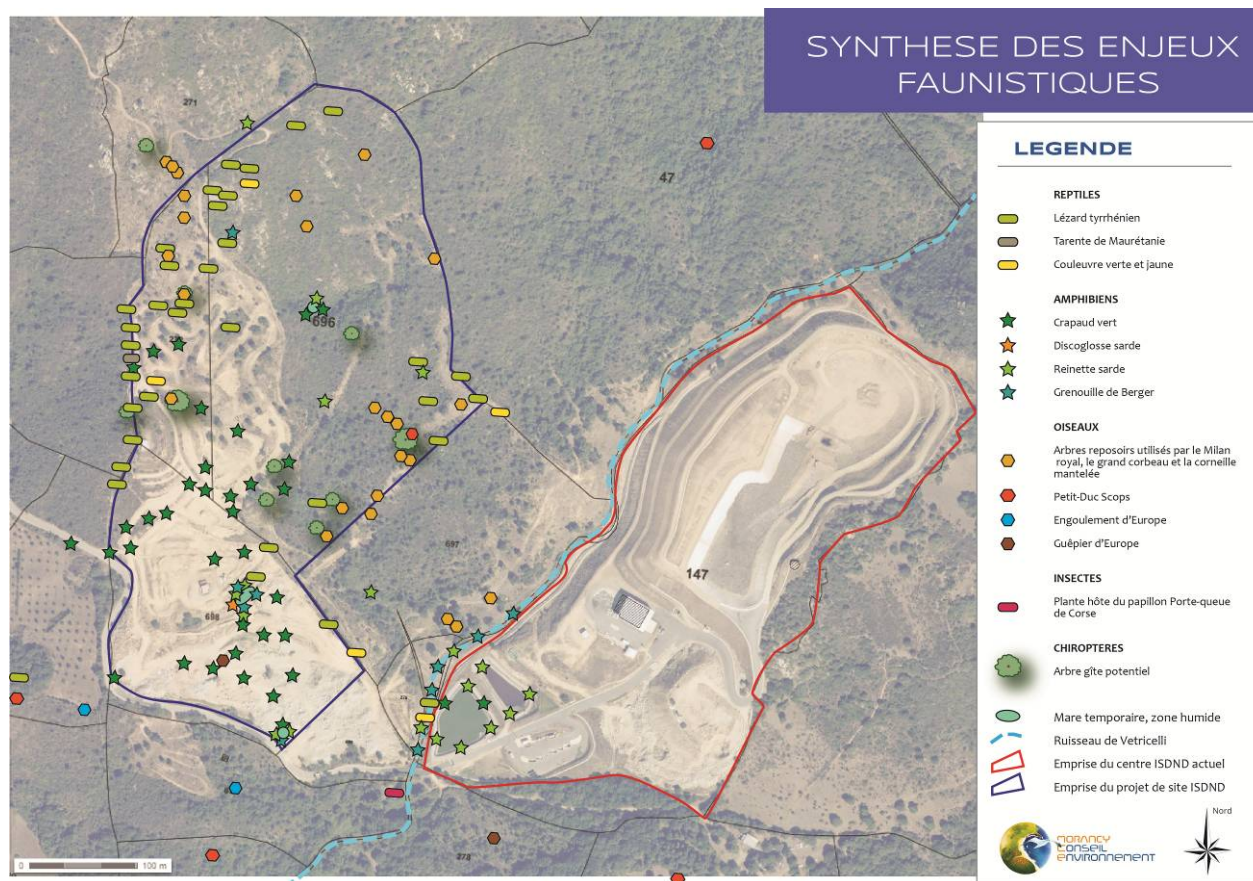 SYNTHESE DES ENJEUX
FAUNISTIQUES
LEGENDE
REPTILES
Lézard tyrrhénien
Tarente de Maurétanie
Couleuvre verte et jaune
AMPHIBIENS
Crapaud vert
Discoglosse sarde
Reinette sarde
Grenouille de Berger
OISEAUX
Arbres reposoirs utilisés par le Milan
royal, le grand corbeau et la corneille
mantelée
Petit-Duc Scops
Engoulement d'Europe
Guêpier d'Europe
INSECTES
Plante hôte du papillon Porte-queue
de Corse
CHIROPTERES
Arbre gîte potentiel
Mare temporaire, zone humide
Ruisseau de Vetricelli
Emprise du centre ISDND actuel
Emprise du projet de site ISDND
Nord
MORANCY
CONSEIL
ENVIRONNEMENT
271
47
696
697
147
278
0 100 m